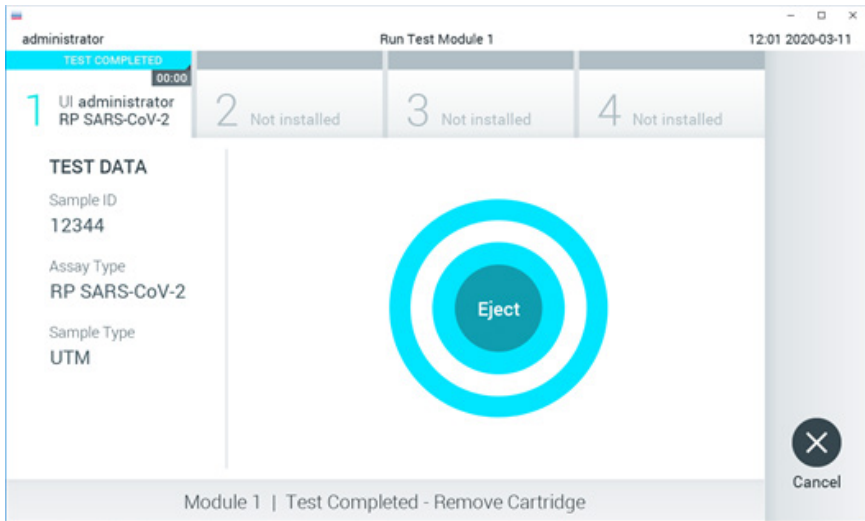 administrator Run Test Module 1 12:01 2020-03-11
TEST COMPLETED
00:00
1 UI administrator
RP SARS-CoV-2
2 Not installed
3 Not installed
4 Not installed
TEST DATA
Sample ID
12344
Assay Type
RP SARS-CoV-2
Sample Type
UTM
Eject
Cancel
Module 1 | Test Completed - Remove Cartridge